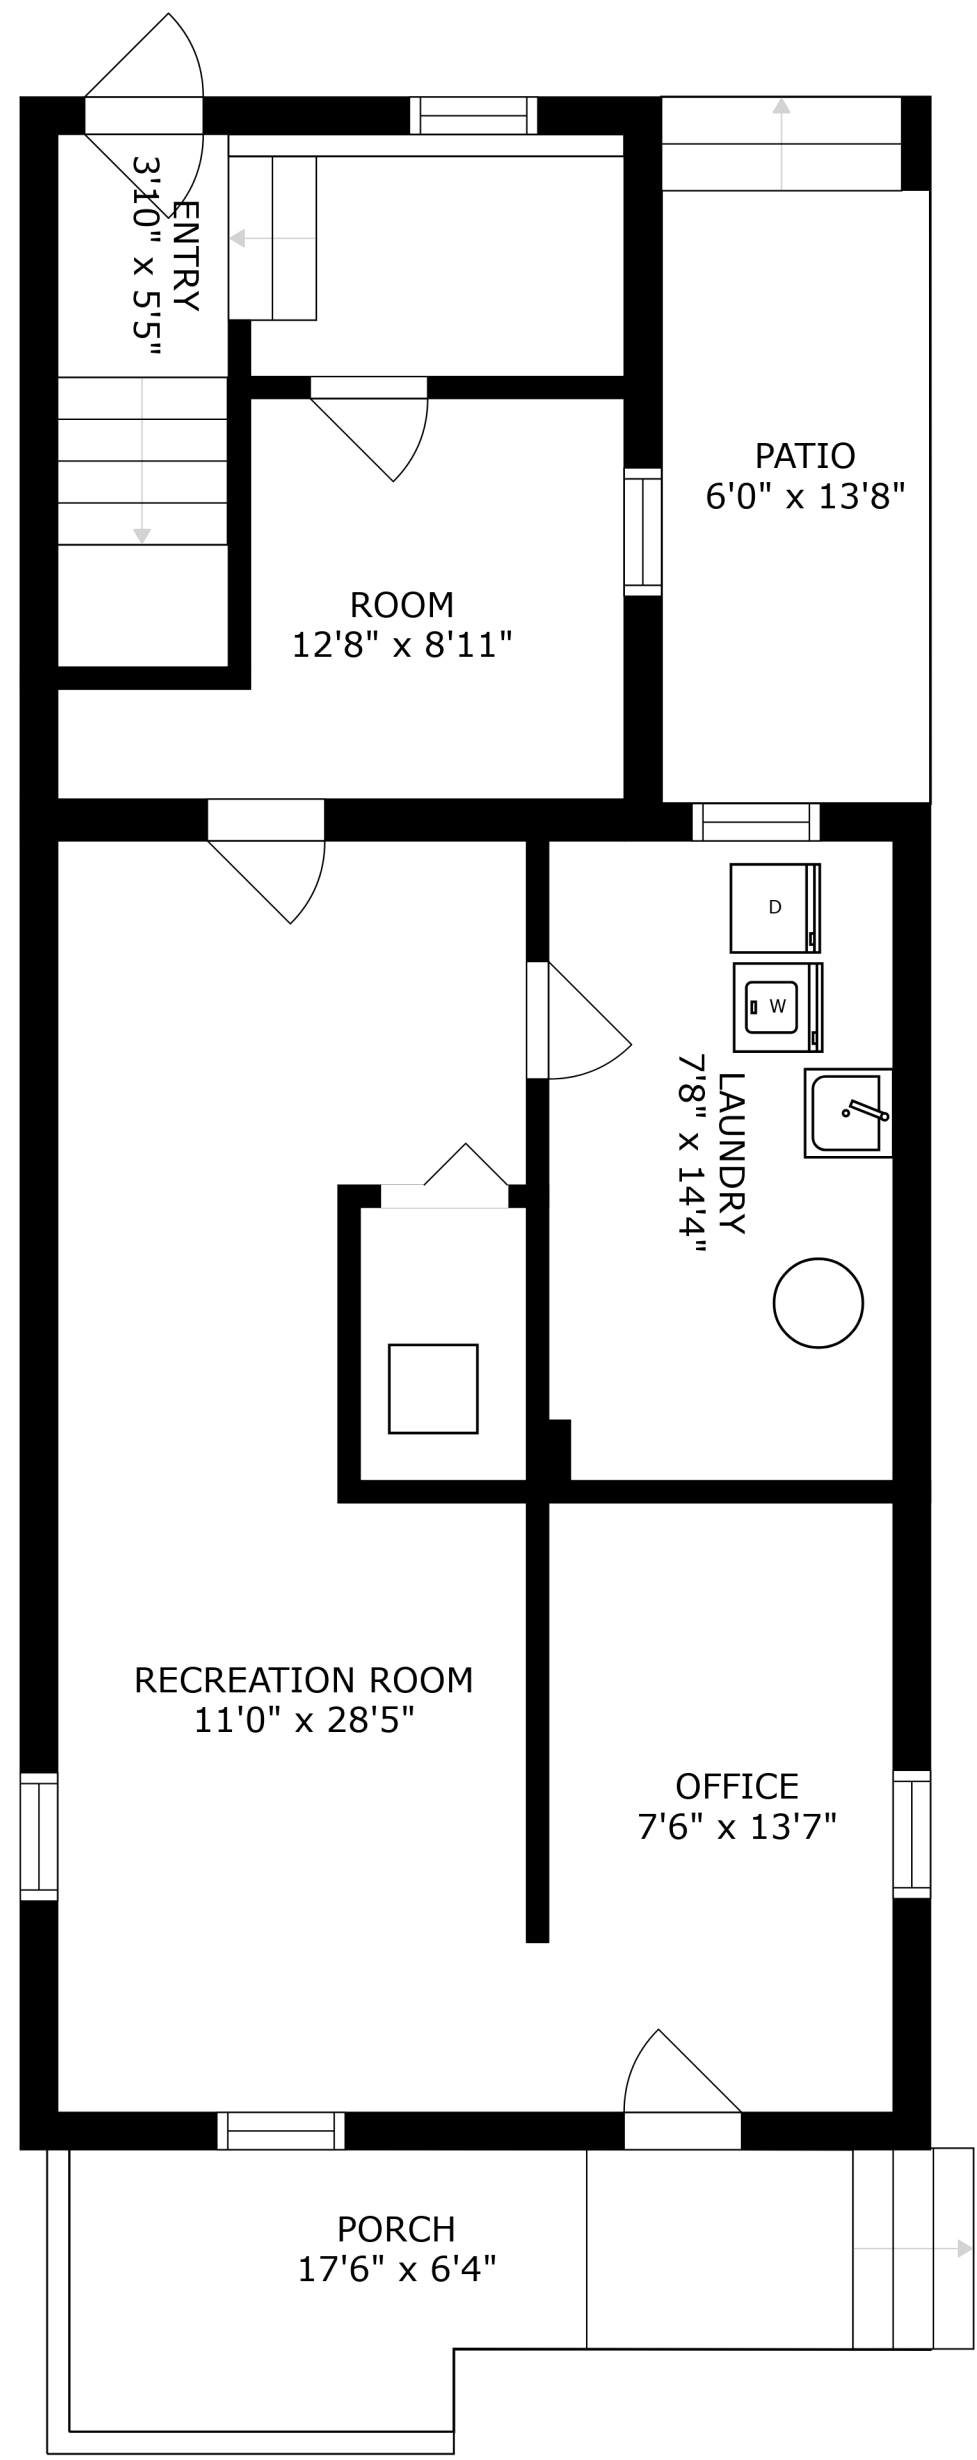 ENTRY
3'10" x 5'5"
PATIO
6'0" x 13'8"
ROOM
12'8" x 8'11"
D
W
LAUNDRY
7'8" x 14'4"
RECREATION ROOM
11'0" x 28'5"
OFFICE
7'6" x 13'7"
PORCH
17'6" x 6'4"